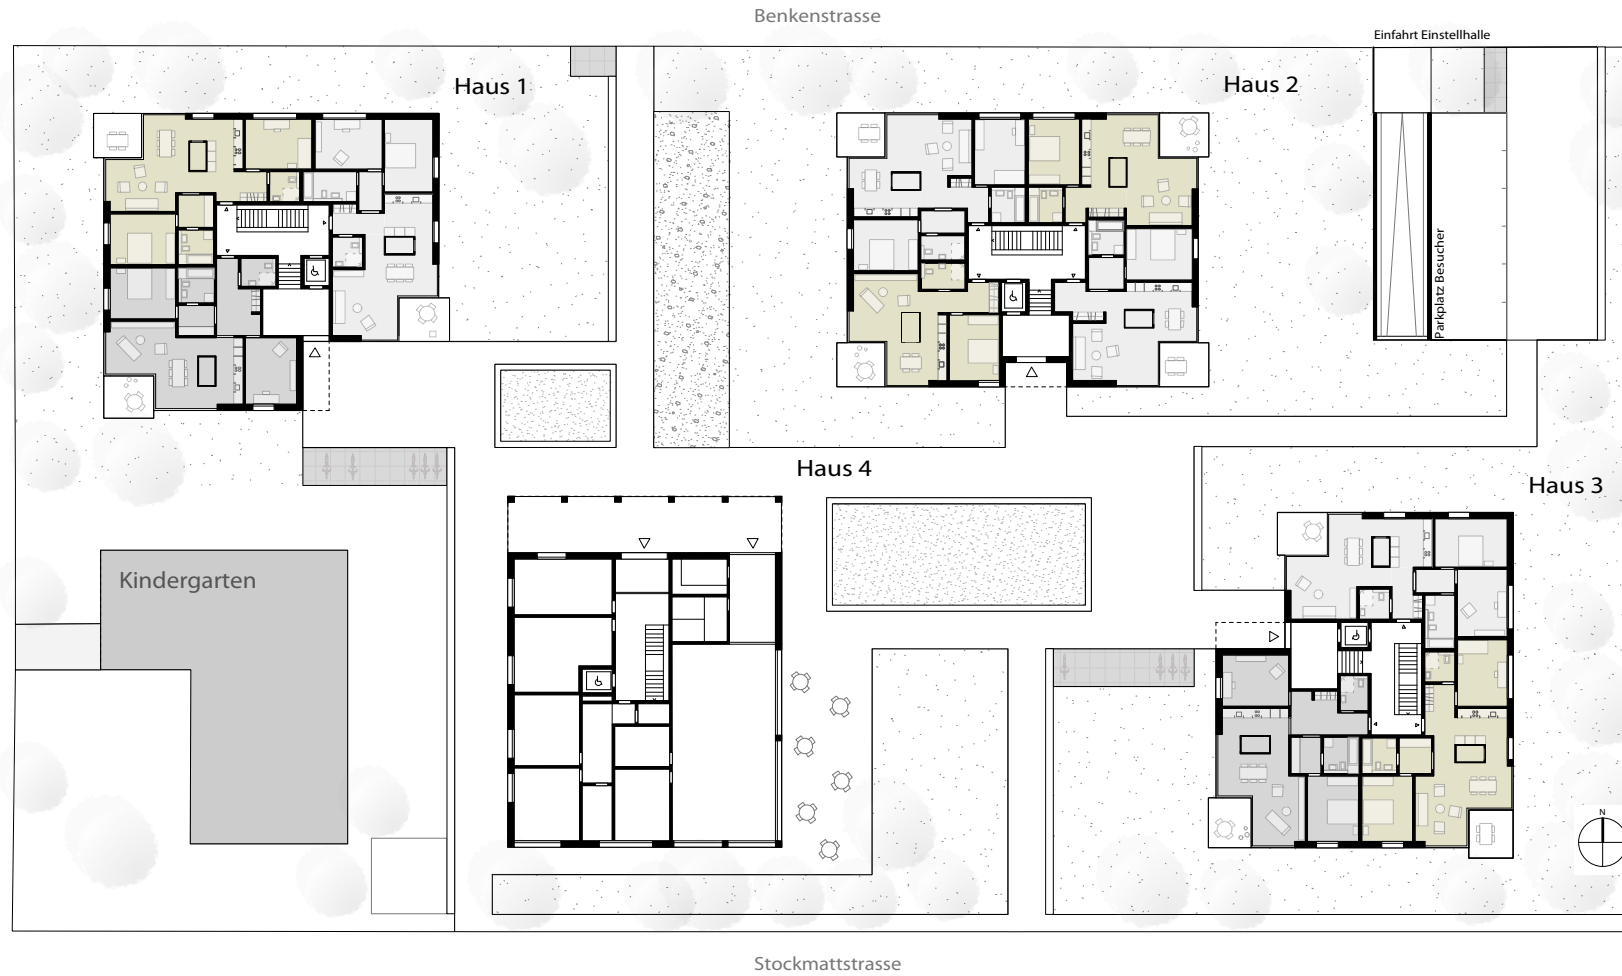 Benkenstrasse
Einfahrt Einstellhalle
Haus 1
Haus 2
Parkplatz Besucher
Haus 4
Haus 3
Kindergarten
N
Stockmattstrasse